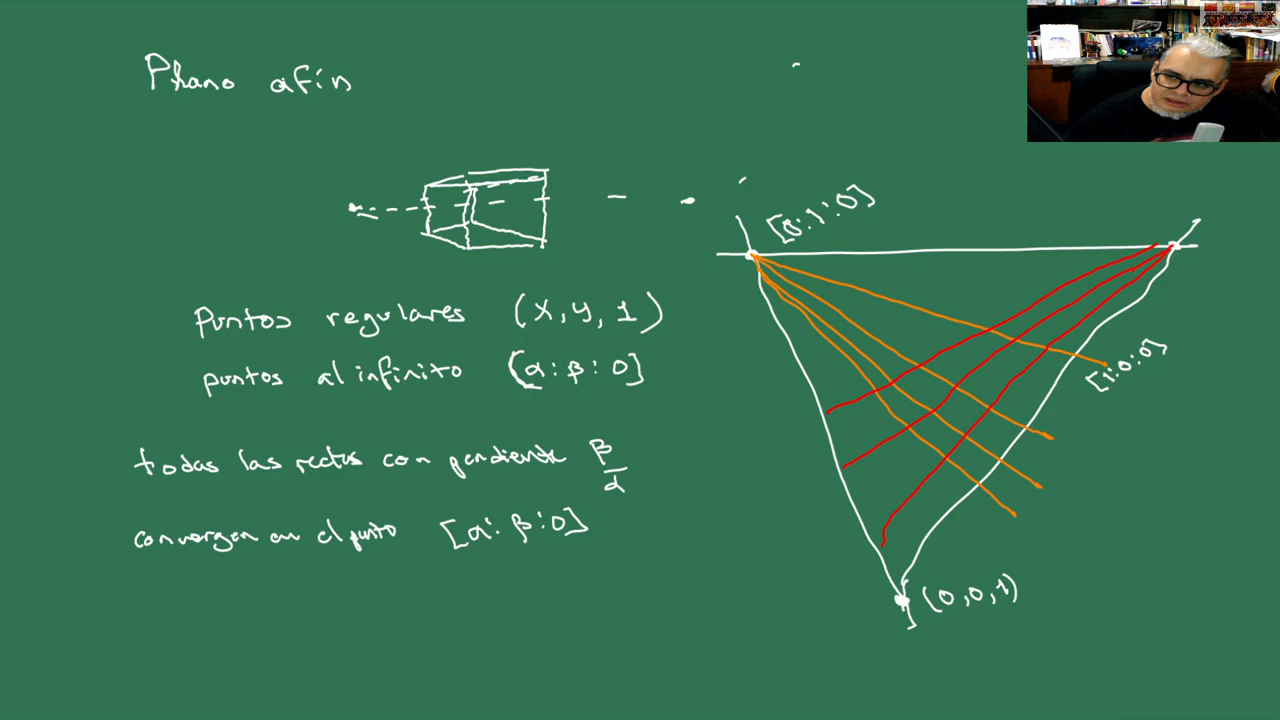 Plano afín
[0:1:0]
Puntos regulares (x, y, 1)
puntos al infinito [α:β:0]
[1:0:0]
todas las rectas con pendiente β/α
convergen en el punto [α:β:0]
(0,0,1)